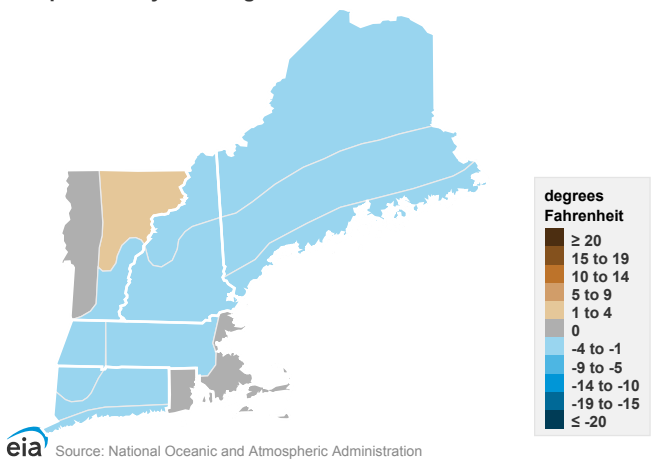 degrees
Fahrenheit
≥ 20
15 to 19
10 to 14
5 to 9
1 to 4
0
-4 to -1
-9 to -5
-14 to -10
-19 to -15
≤ -20
eia Source: National Oceanic and Atmospheric Administration